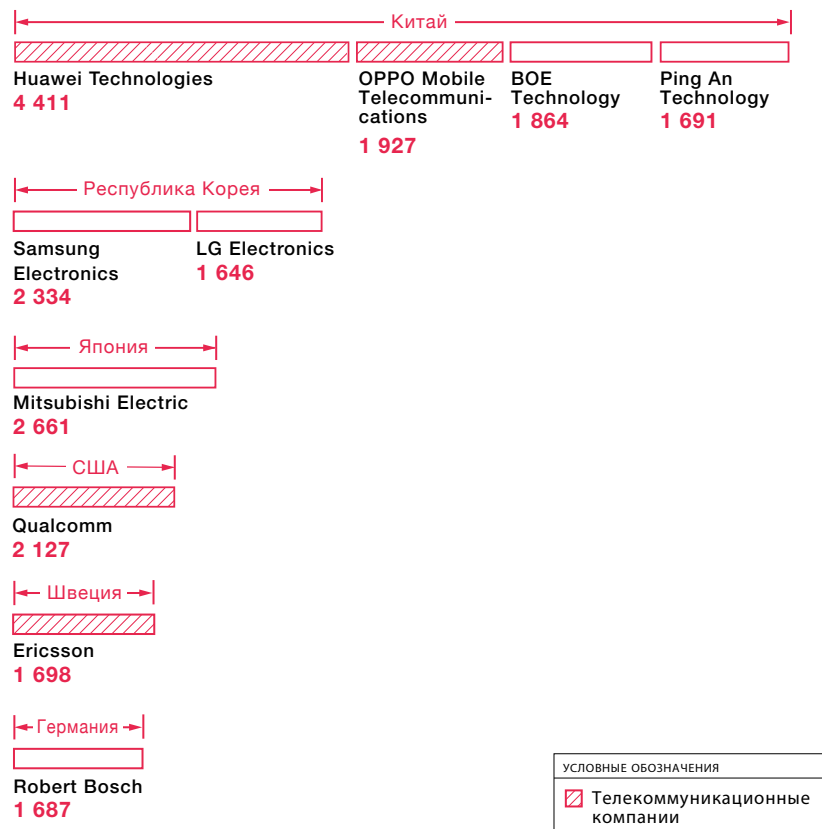 Китай
Huawei Technologies
4 411
OPPO Mobile
Telecommuni-
cations
1 927
BOE
Technology
1 864
Ping An
Technology
1 691
Республика Корея
Samsung
Electronics
2 334
LG Electronics
1 646
Япония
Mitsubishi Electric
2 661
США
Qualcomm
2 127
Швеция
Ericsson
1 698
Германия
Robert Bosch
1 687
УСЛОВНЫЕ ОБОЗНАЧЕНИЯ
Телекоммуникационные
компании